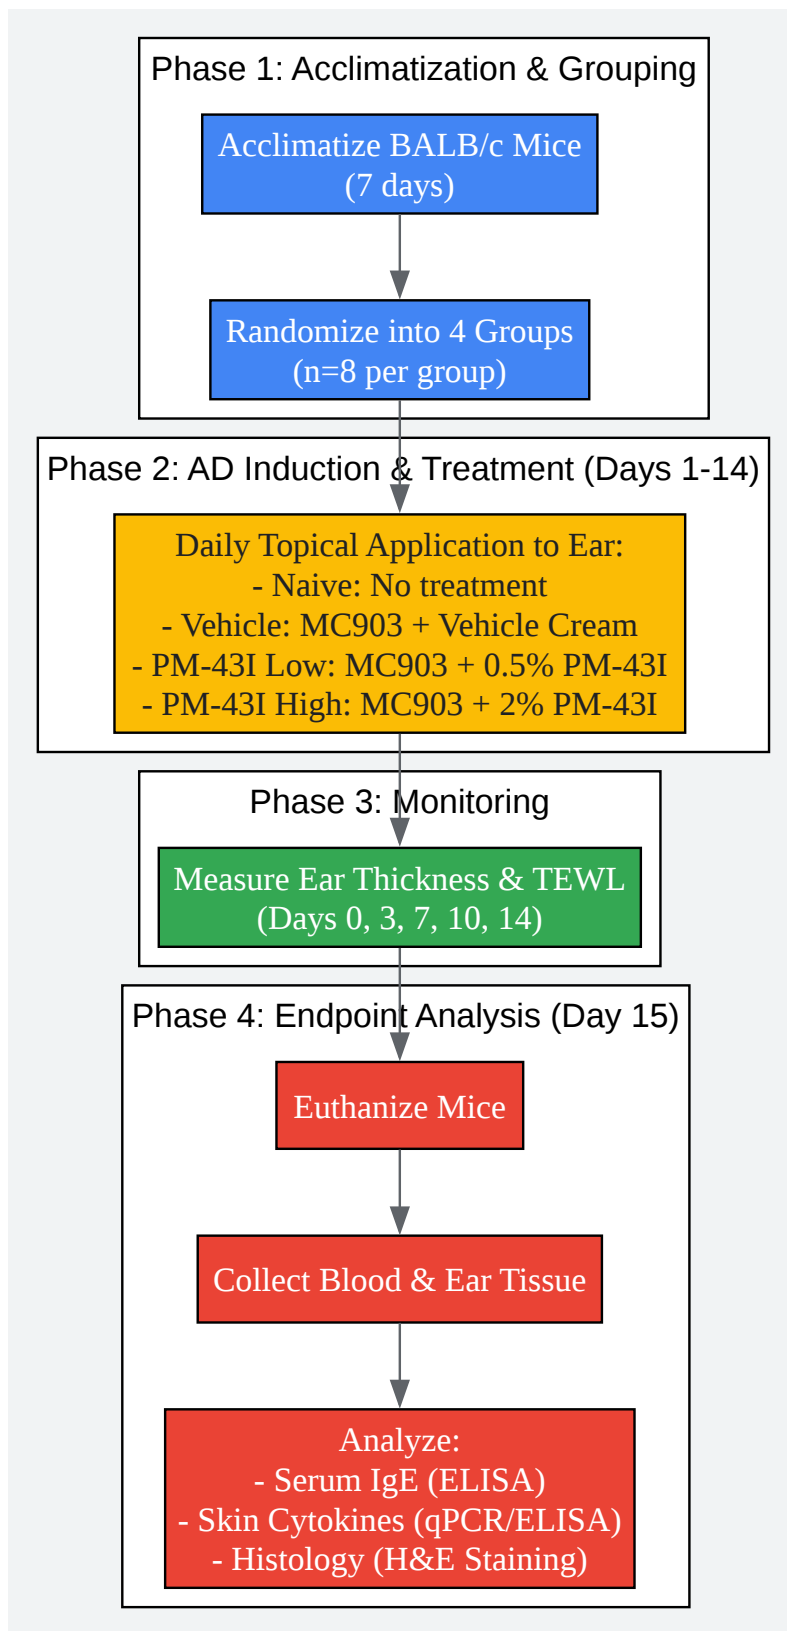 Phase 1: Acclimatization & Grouping
Acclimatize BALB/c Mice
(7 days)
Randomize into 4 Groups
(n=8 per group)
Phase 2: AD Induction & Treatment (Days 1-14)
Daily Topical Application to Ear:
- Naive: No treatment
- Vehicle: MC903 + Vehicle Cream
- PM-43I Low: MC903 + 0.5% PM-43I
- PM-43I High: MC903 + 2% PM-43I
Phase 3: Monitoring
Measure Ear Thickness & TEWL
(Days 0, 3, 7, 10, 14)
Phase 4: Endpoint Analysis (Day 15)
Euthanize Mice
Collect Blood & Ear Tissue
Analyze:
- Serum IgE (ELISA)
- Skin Cytokines (qPCR/ELISA)
- Histology (H&E Staining)